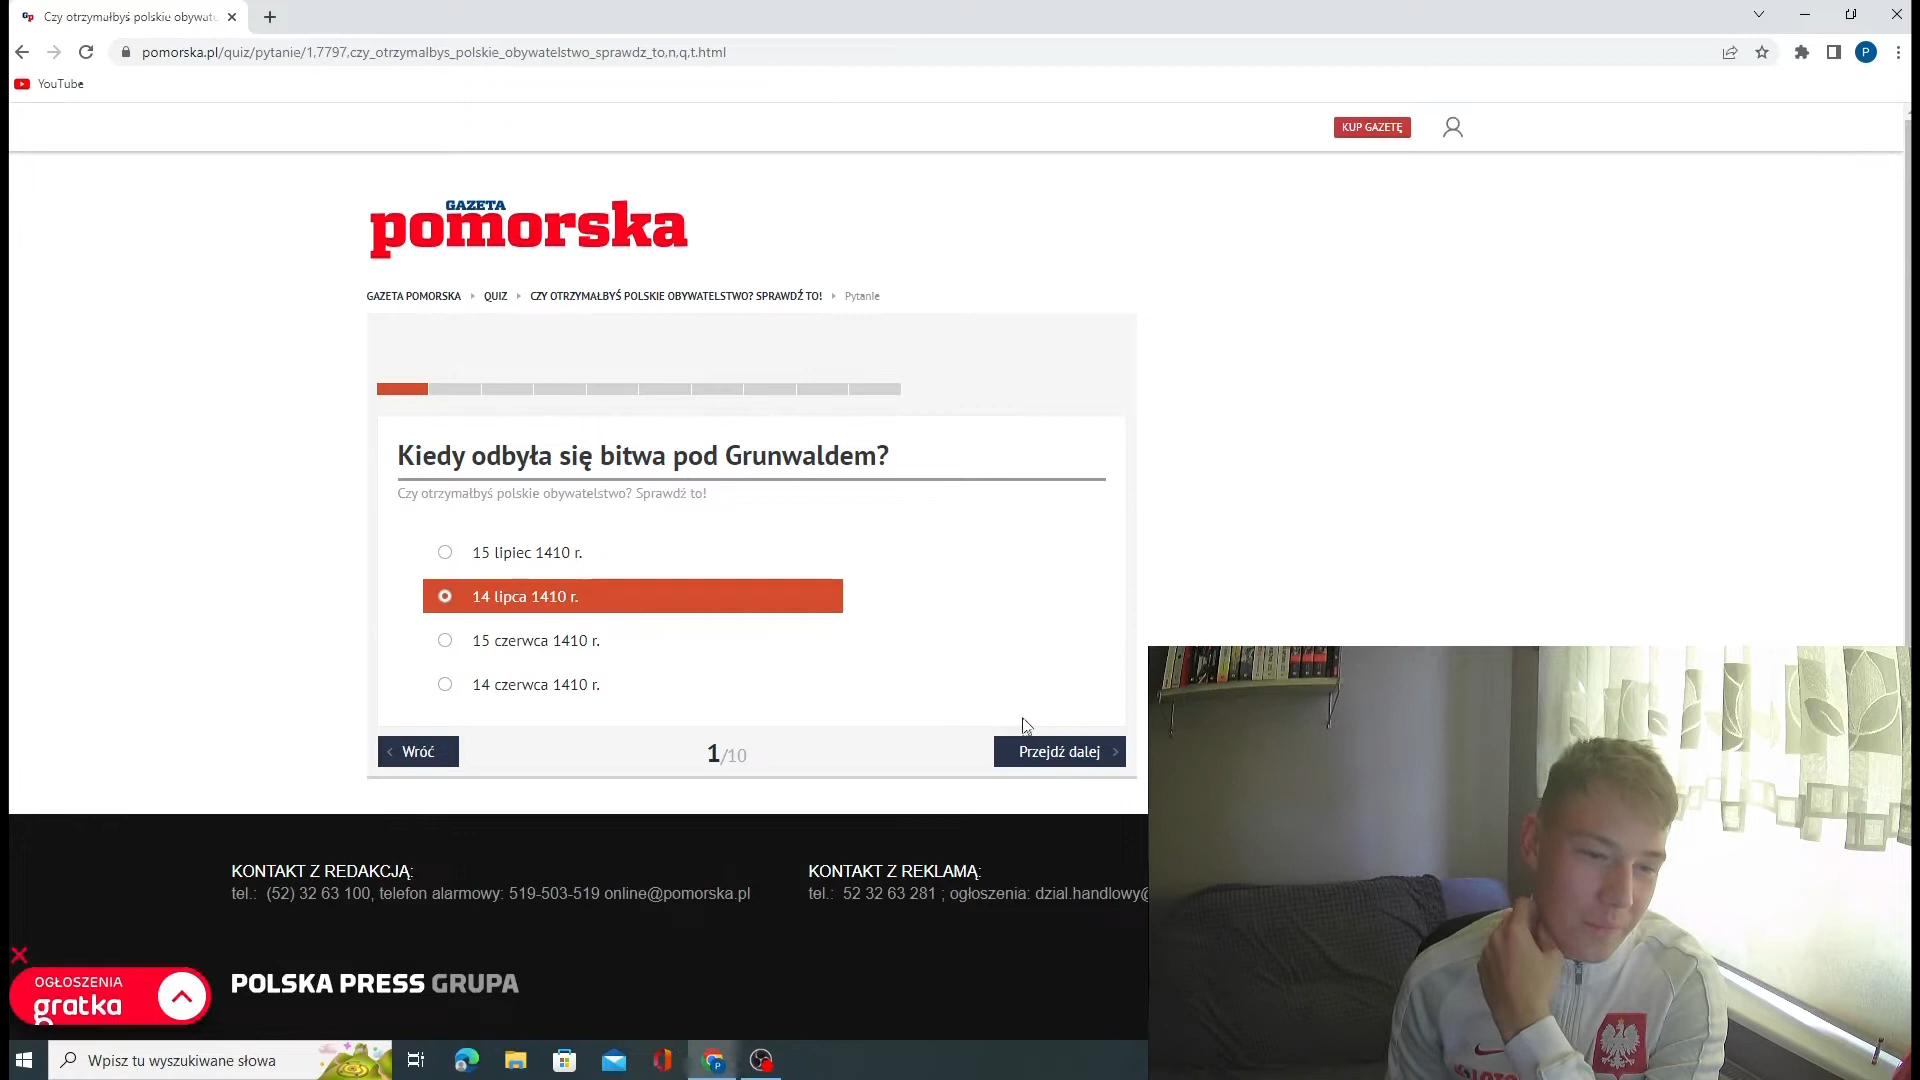 Czy otrzymałbyś polskie obywate
pomorska.pl/quiz/pytanie/1,7797,czy_otrzymalbys_polskie_obywatelstwo_sprawdz_to,n,q,t.html
P
YouTube
KUP GAZETĘ
GAZETA
pomorska
GAZETA POMORSKA QUIZ CZY OTRZYMAŁBYŚ POLSKIE OBYWATELSTWO? SPRAWDŹ TO! Pytanie
Kiedy odbyła się bitwa pod Grunwaldem?
Czy otrzymałbyś polskie obywatelstwo? Sprawdź to!
15 lipiec 1410 r.
14 lipca 1410 r.
15 czerwca 1410 r.
14 czerwca 1410 r.
Wróć
1/10
Przejdź dalej
KONTAKT Z REDAKCJĄ:
tel.: (52) 32 63 100, telefon alarmowy: 519-503-519 online@pomorska.pl
KONTAKT Z REKLAMĄ:
tel.: 52 32 63 281 ; ogłoszenia: dzial.handlowy@
OGŁOSZENIA
gratka
POLSKA PRESS GRUPA
Wpisz tu wyszukiwane słowa